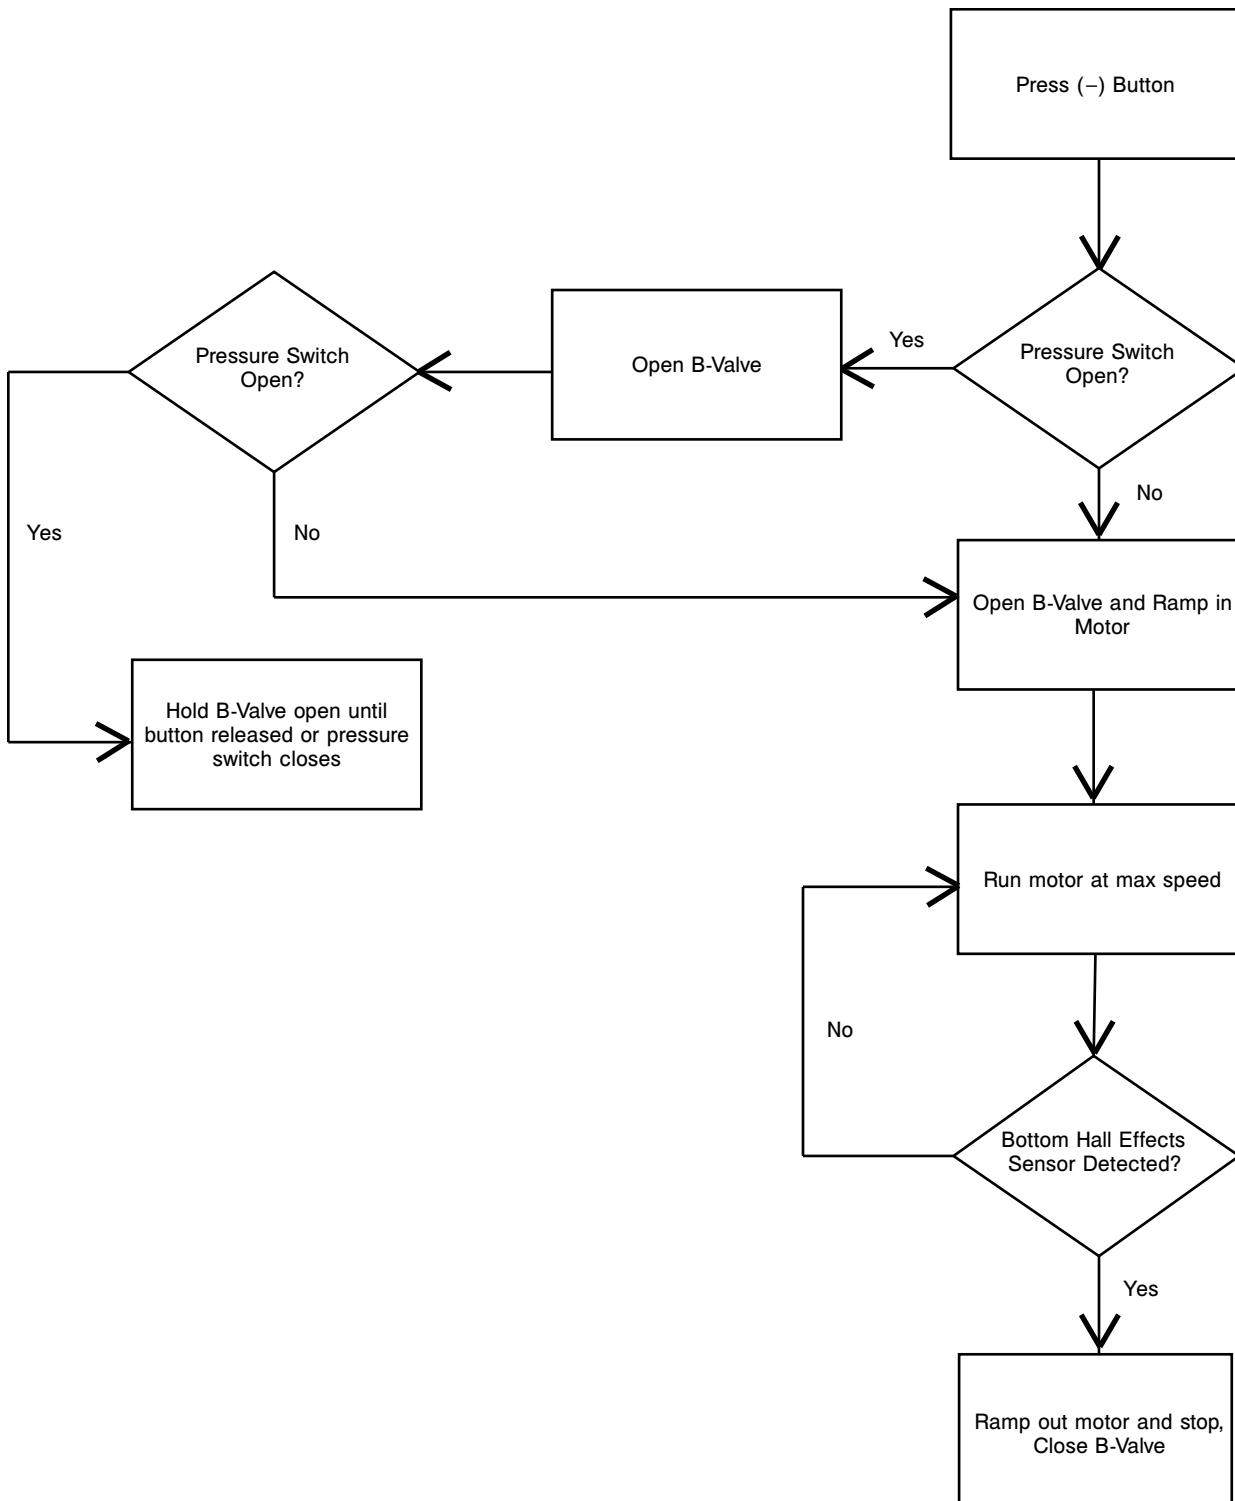 Press (−) Button
Pressure Switch
Open?
Yes
Open B-Valve
Pressure Switch
Open?
No
Yes
No
Open B-Valve and Ramp in
Motor
Hold B-Valve open until
button released or pressure
switch closes
Run motor at max speed
No
Bottom Hall Effects
Sensor Detected?
Yes
Ramp out motor and stop,
Close B-Valve